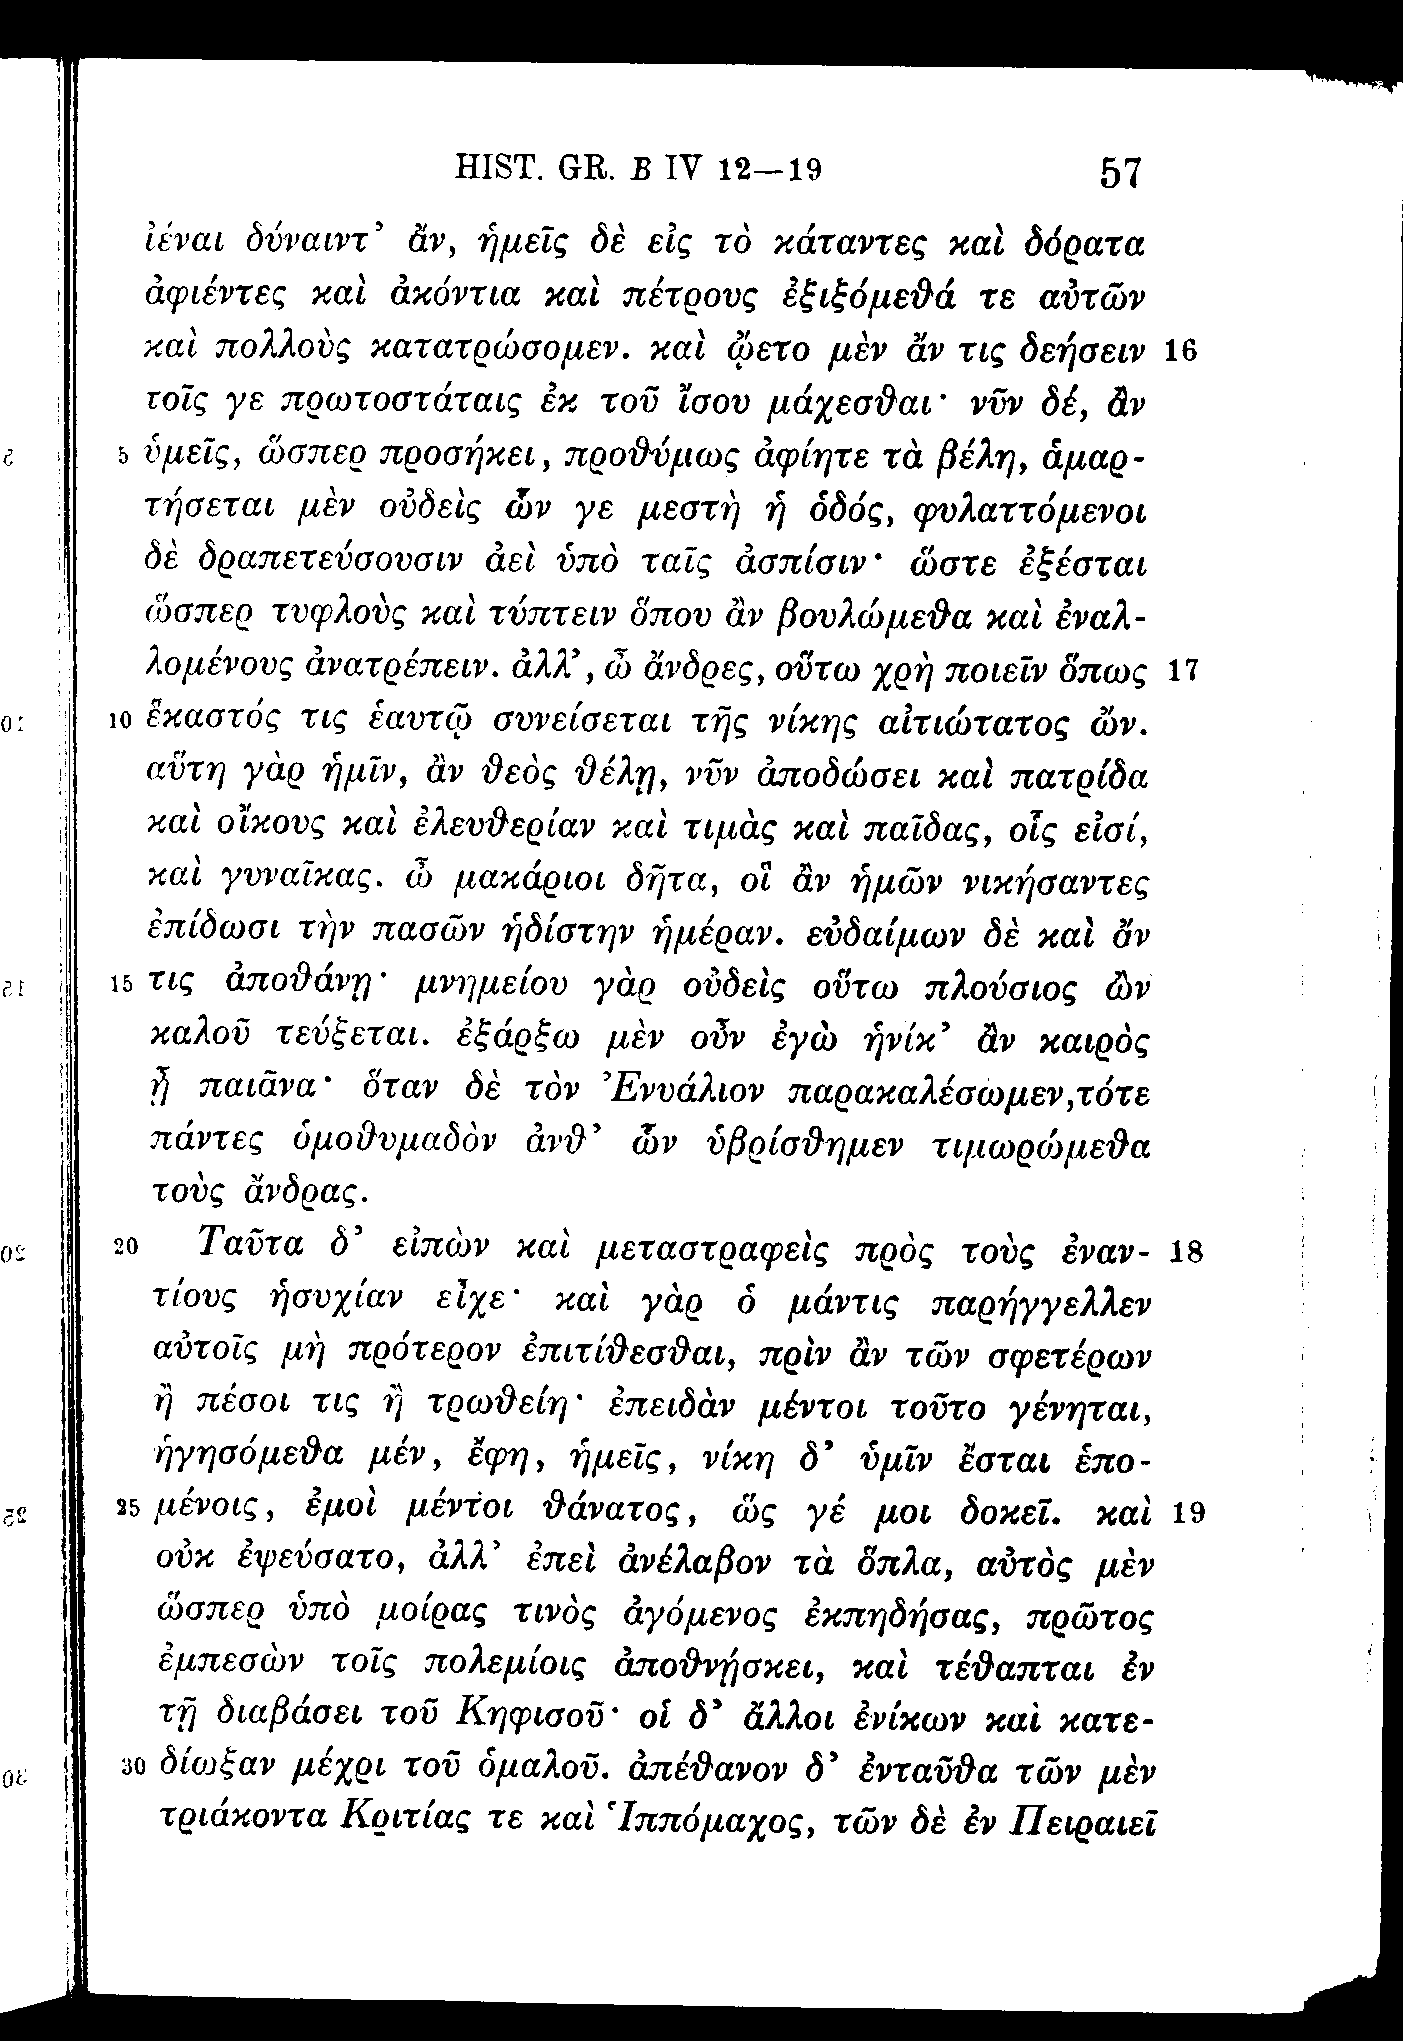 HIST. GR. B IV 12—19 57
ἰέναι δύναιντ’ ἄν, ἡμεῖς δὲ εἰς τὸ κάταντες καὶ δόρατα
ἀφιέντες καὶ ἀκόντια καὶ πέτρους ἐξιξόμεθά τε αὐτῶν
καὶ πολλοὺς κατατρώσομεν. καὶ ᾤετο μὲν ἄν τις δεήσειν 16
τοῖς γε πρωτοστάταις ἐκ τοῦ ἴσου μάχεσθαι· νῦν δέ, ἂν
5 ὑμεῖς, ὥσπερ προσήκει, προθύμως ἀφίητε τὰ βέλη, ἁμαρ-
τήσεται μὲν οὐδεὶς ὧν γε μεστὴ ἡ ὁδός, φυλαττόμενοι
δὲ δραπετεύσουσιν ἀεὶ ὑπὸ ταῖς ἀσπίσιν· ὥστε ἐξέσται
ὥσπερ τυφλοὺς καὶ τύπτειν ὅπου ἂν βουλώμεθα καὶ ἐναλ-
λομένους ἀνατρέπειν. ἀλλ’, ὦ ἄνδρες, οὕτω χρὴ ποιεῖν ὅπως 17
10 ἕκαστός τις ἑαυτῷ συνείσεται τῆς νίκης αἰτιώτατος ὤν.
αὕτη γὰρ ἡμῖν, ἂν θεὸς θέλῃ, νῦν ἀποδώσει καὶ πατρίδα
καὶ οἴκους καὶ ἐλευθερίαν καὶ τιμὰς καὶ παῖδας, οἷς εἰσί,
καὶ γυναῖκας. ὦ μακάριοι δῆτα, οἳ ἂν ἡμῶν νικήσαντες
ἐπίδωσι τὴν πασῶν ἡδίστην ἡμέραν. εὐδαίμων δὲ καὶ ἄν
15 τις ἀποθάνῃ· μνημείου γὰρ οὐδεὶς οὕτω πλούσιος ὢν
καλοῦ τεύξεται. ἐξάρξω μὲν οὖν ἐγὼ ἡνίκ’ ἂν καιρὸς
ᾖ παιᾶνα· ὅταν δὲ τὸν Ἐνυάλιον παρακαλέσωμεν, τότε
πάντες ὁμοθυμαδὸν ἀνθ’ ὧν ὑβρίσθημεν τιμωρώμεθα
τοὺς ἄνδρας.
20 Ταῦτα δ’ εἰπὼν καὶ μεταστραφεὶς πρὸς τοὺς ἐναν- 18
τίους ἡσυχίαν εἶχε· καὶ γὰρ ὁ μάντις παρήγγελλεν
αὐτοῖς μὴ πρότερον ἐπιτίθεσθαι, πρὶν ἂν τῶν σφετέρων
ἢ πέσοι τις ἢ τρωθείη· ἐπειδὰν μέντοι τοῦτο γένηται,
ἡγησόμεθα μέν, ἔφη, ἡμεῖς, νίκη δ’ ὑμῖν ἔσται ἑπο-
25 μένοις, ἐμοὶ μέντοι θάνατος, ὥς γέ μοι δοκεῖ. καὶ 19
οὐκ ἐψεύσατο, ἀλλ’ ἐπεὶ ἀνέλαβον τὰ ὅπλα, αὐτὸς μὲν
ὥσπερ ὑπὸ μοίρας τινὸς ἀγόμενος ἐκπηδήσας, πρῶτος
ἐμπεσὼν τοῖς πολεμίοις ἀποθνῄσκει, καὶ τέθαπται ἐν
τῇ διαβάσει τοῦ Κηφισοῦ· οἱ δ’ ἄλλοι ἐνίκων καὶ κατε-
30 δίωξαν μέχρι τοῦ ὁμαλοῦ. ἀπέθανον δ’ ἐνταῦθα τῶν μὲν
τριάκοντα Κριτίας τε καὶ Ἱππόμαχος, τῶν δὲ ἐν Πειραιεῖ